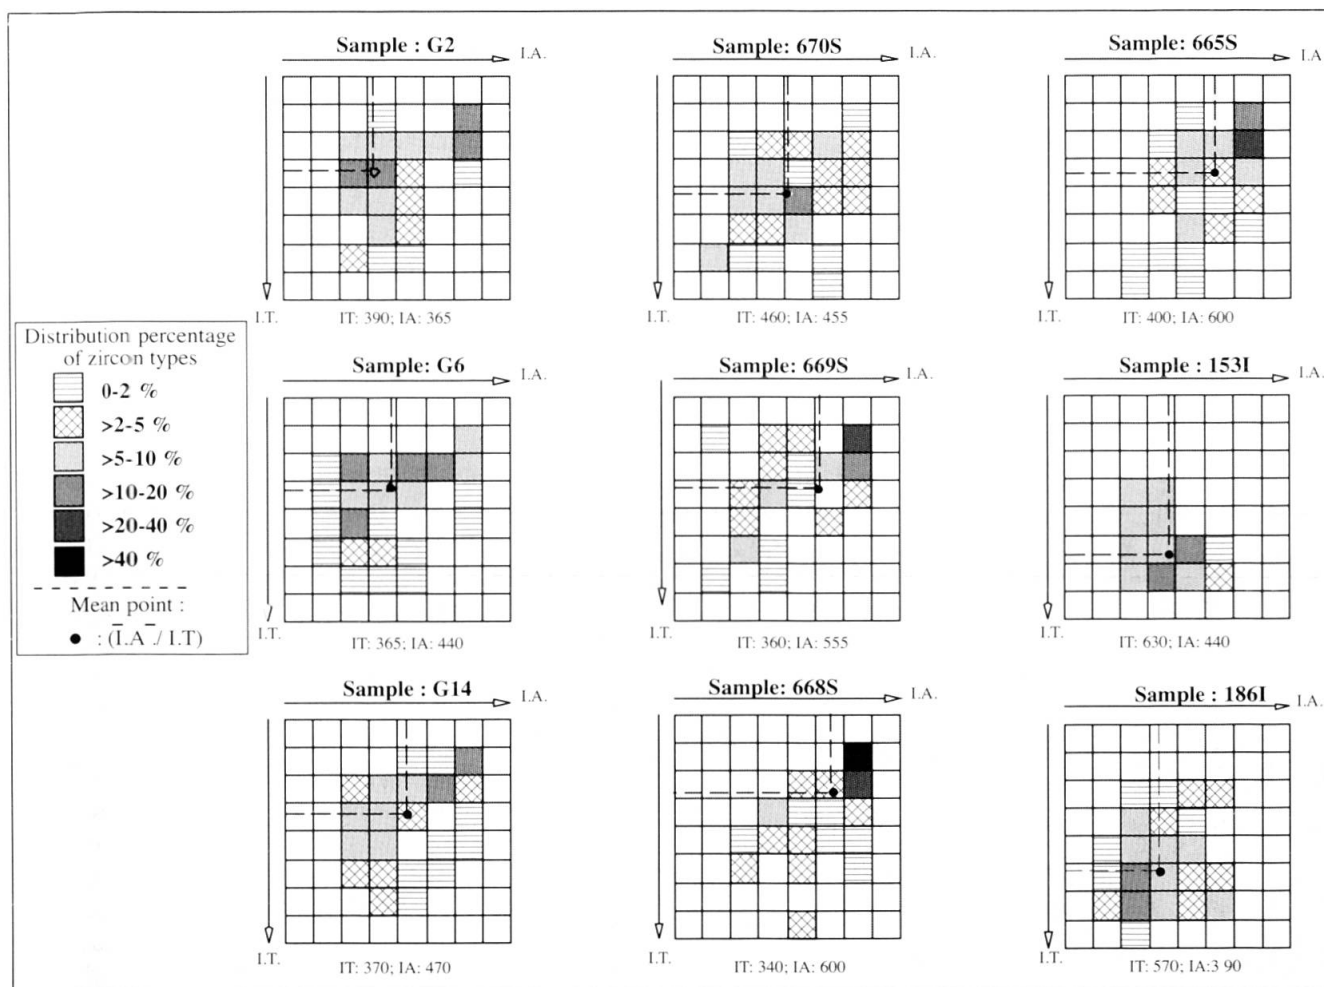 Sample : G2
I.A.
I.T.
IT: 390; IA: 365
Sample: 670S
I.A.
I.T.
IT: 460; IA: 455
Sample: 665S
I.A
I.T.
IT: 400; IA: 600
Distribution percentage
of zircon types
0-2 %
>2-5 %
>5-10 %
>10-20 %
>20-40 %
>40 %
Mean point :
: (I.A ./ I.T)
Sample: G6
I.A.
I.T.
IT: 365; IA: 440
Sample: 669S
I.A.
I.T.
IT: 360; IA: 555
Sample : 153I
I.A.
I.T.
IT: 630; IA: 440
Sample : G14
I.A.
I.T.
IT: 370; IA: 470
Sample: 668S
I.A.
I.T.
IT: 340; IA: 600
Sample : 186I
I.A.
I.T.
IT: 570; IA:3 90